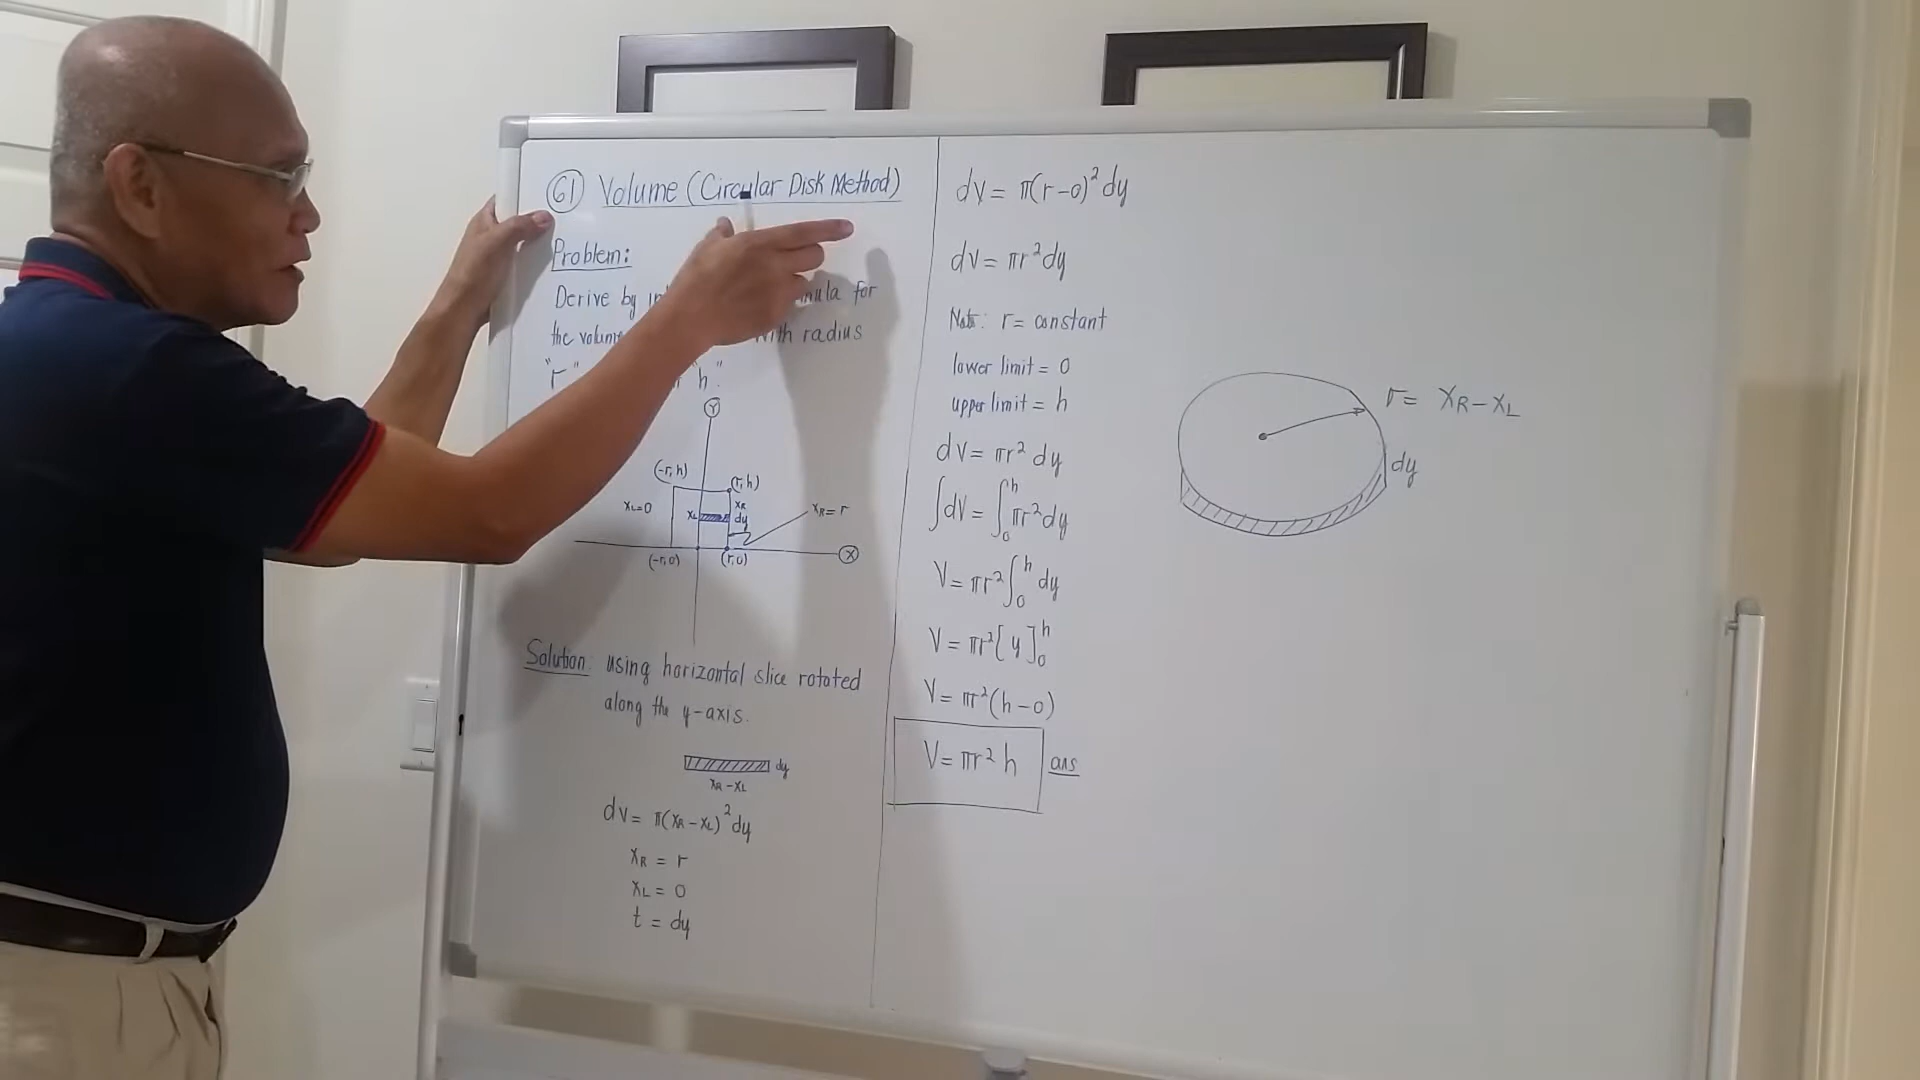 61 Volume (Circular Disk Method)
Problem:
Derive by for
the with radius
"r" h"
Y
(-r, h) (r, h)
xL=0 xL xR
dy xR = r
(-r, 0) (r, 0) X
Solution: using horizontal slice rotated
along the y-axis.
dy
xR - xL
dv = π(xR - xL)² dy
xR = r
xL = 0
t = dy
dv = π(r-0)² dy
dv = πr² dy
Note: r = constant
lower limit = 0
upper limit = h
dv = πr² dy
∫dv = ∫₀ʰ πr² dy
V = πr² ∫₀ʰ dy
V = πr² [y]₀ʰ
V = πr² (h-0)
V = πr² h ans
r = xR - xL
dy